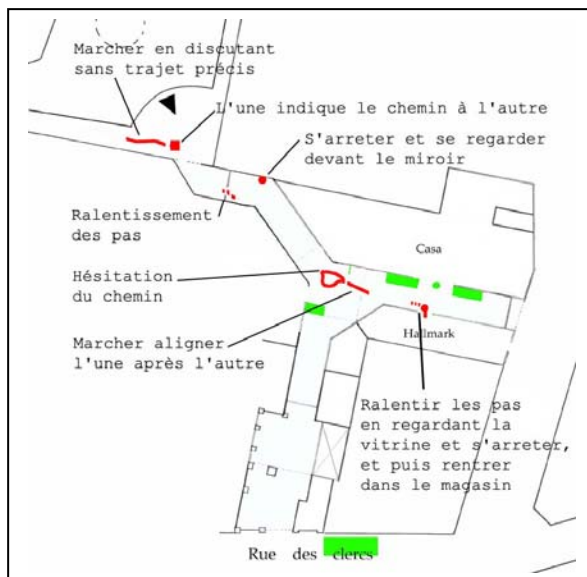 Marcher en discutant
sans trajet précis
L'une indique le chemin à l'autre
S'arreter et se regarder
devant le miroir
Ralentissement
des pas
Casa
Hésitation
du chemin
Hallmark
Marcher aligner
l'une après l'autre
Ralentir les pas
en regardant la
vitrine et s'arreter,
et puis rentrer
dans le magasin
Rue des clercs